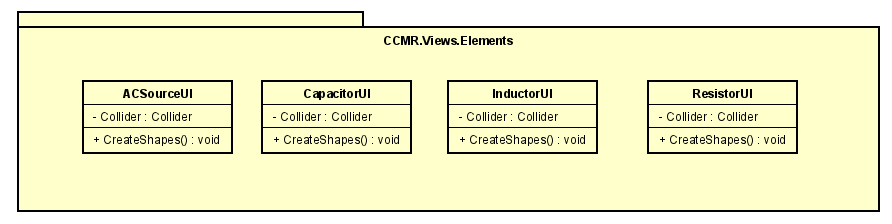 CCMR.Views.Elements
ACSourceUI
- Collider : Collider
+ CreateShapes() : void
CapacitorUI
- Collider : Collider
+ CreateShapes() : void
InductorUI
- Collider : Collider
+ CreateShapes() : void
ResistorUI
- Collider : Collider
+ CreateShapes() : void